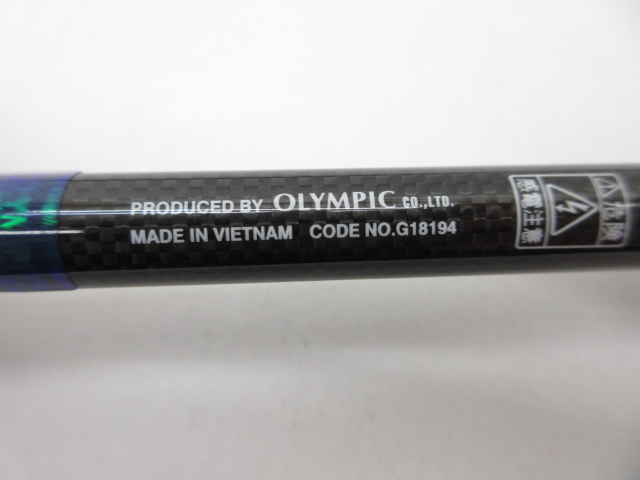 PRODUCED BY OLYMPIC CO.,LTD.
MADE IN VIETNAM CODE NO.G18194
感電注意
危険